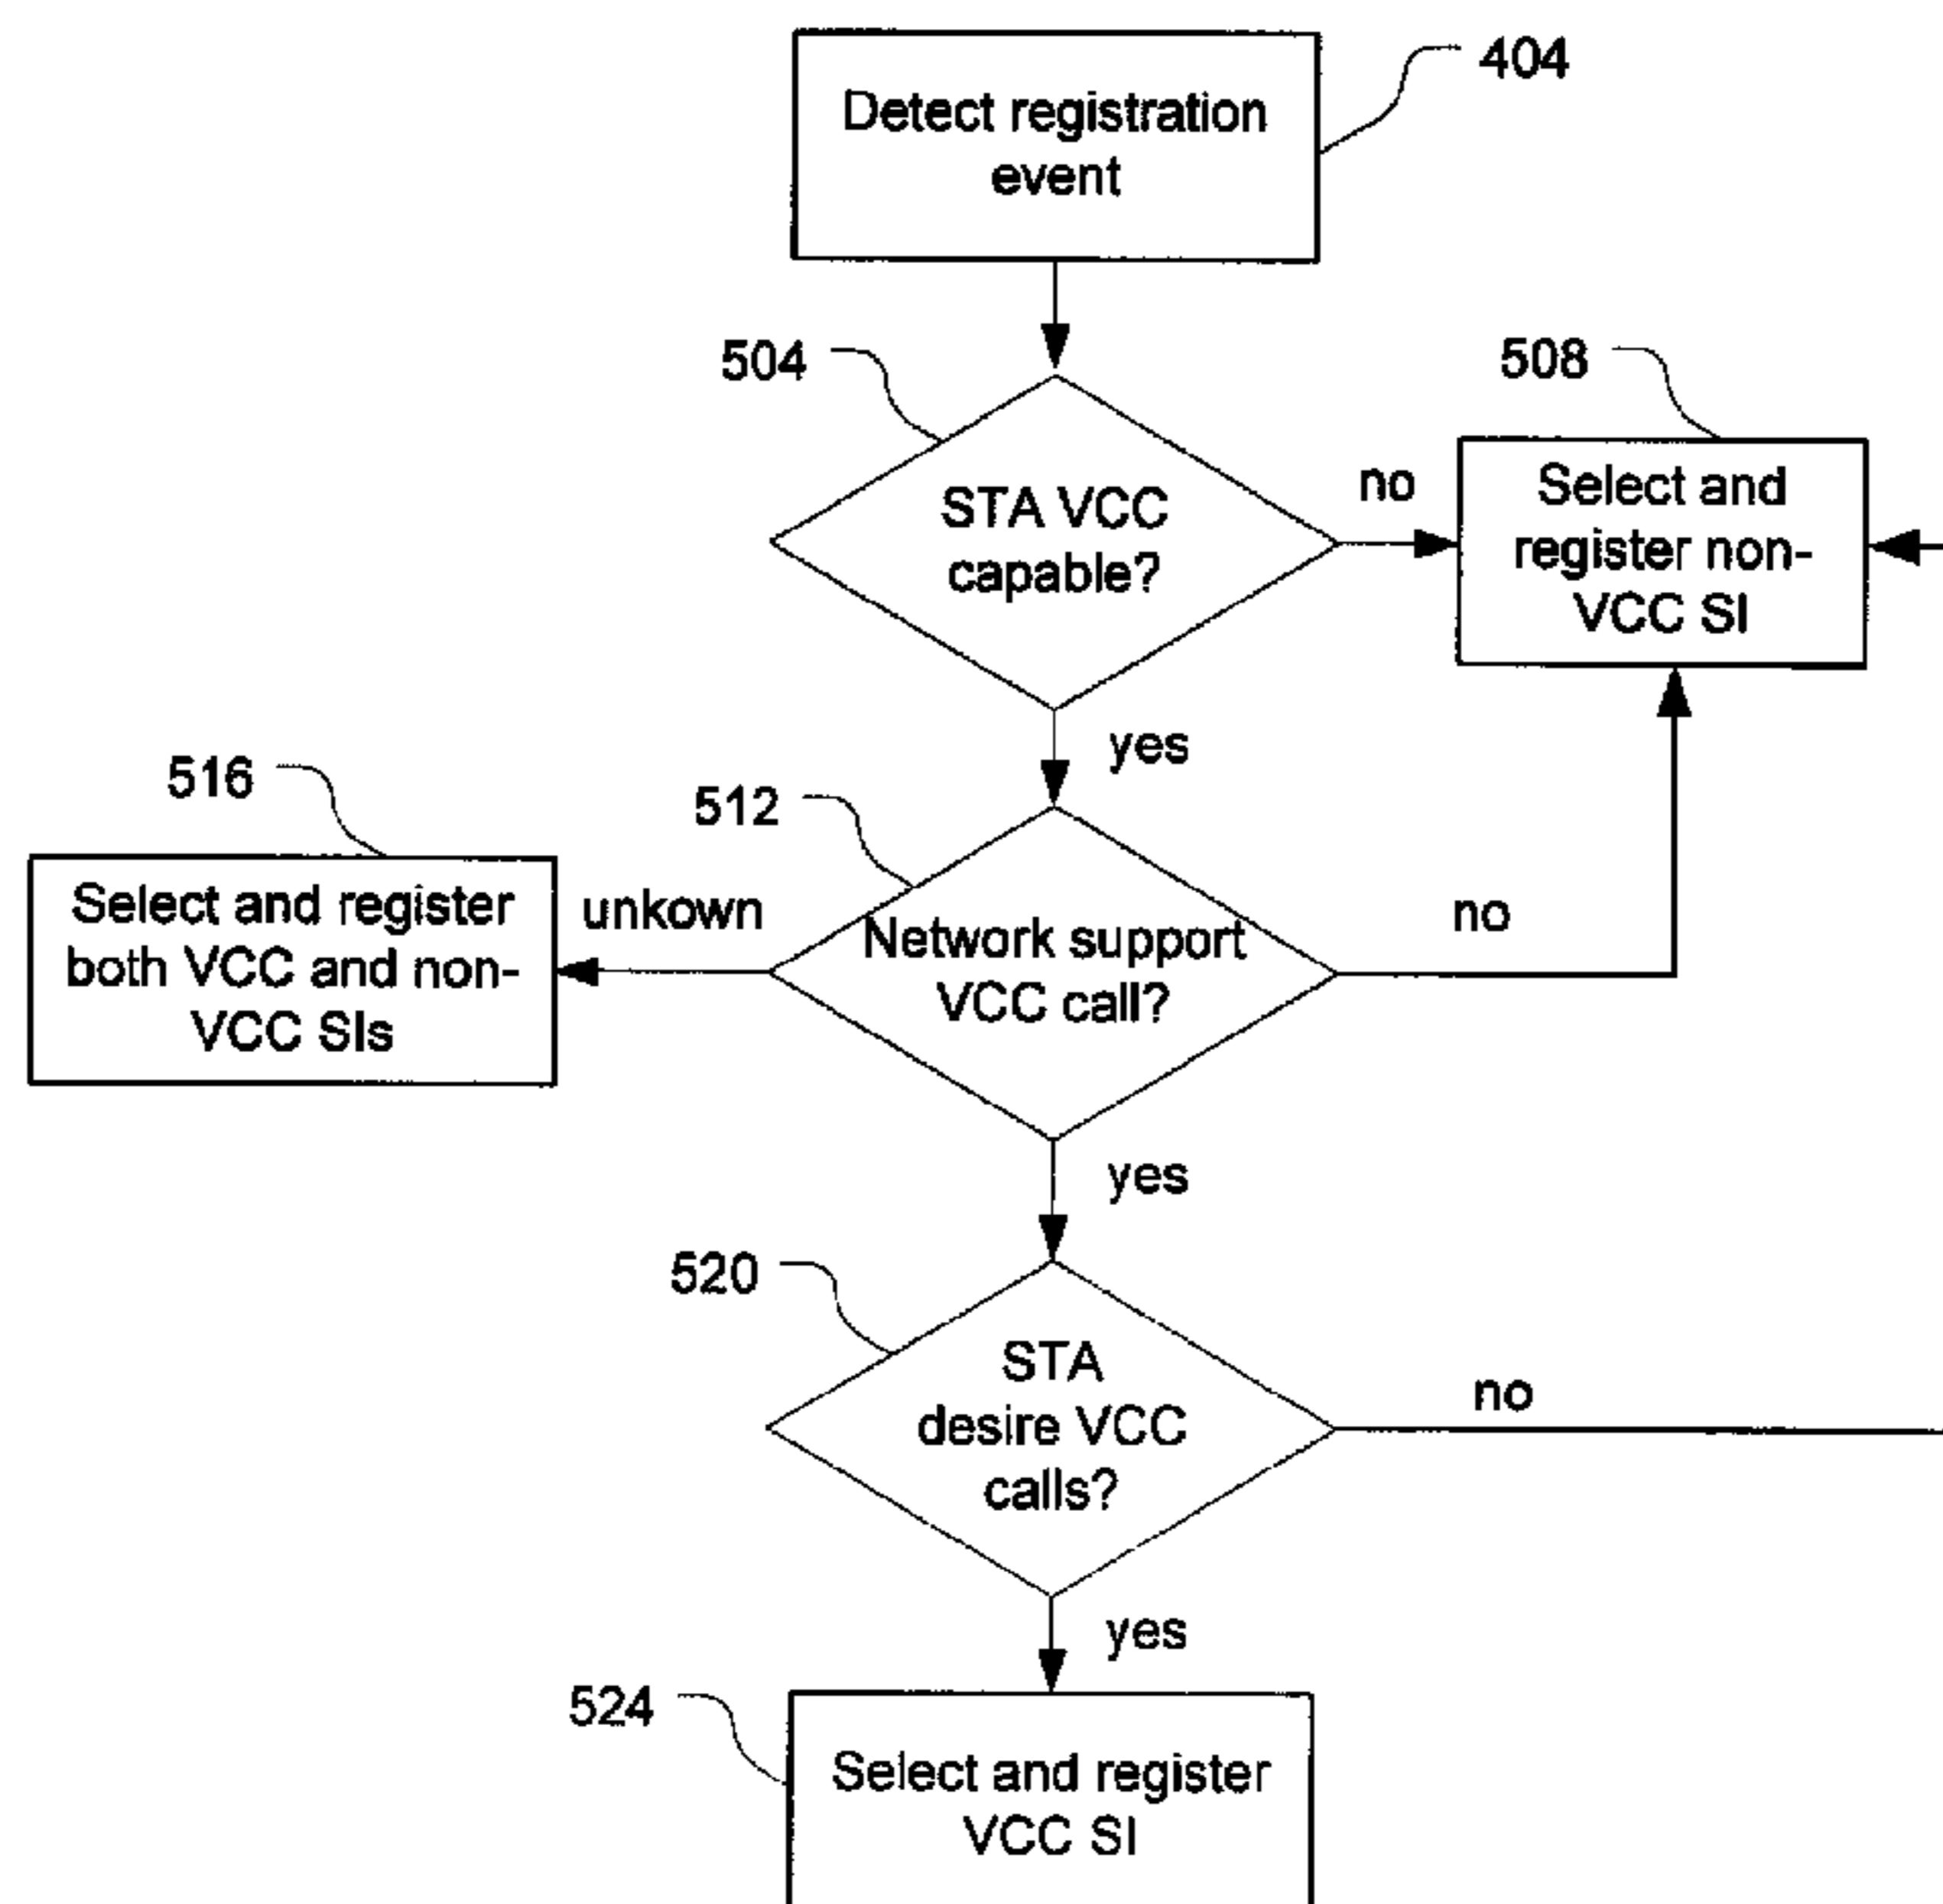 404
Detect registration
event
504
508
STA VCC
capable?
no
Select and
register non-
VCC SI
yes
516
512
Select and register
both VCC and non-
VCC SIs
unkown
Network support
VCC call?
no
yes
520
STA
desire VCC
calls?
no
yes
524
Select and register
VCC SI